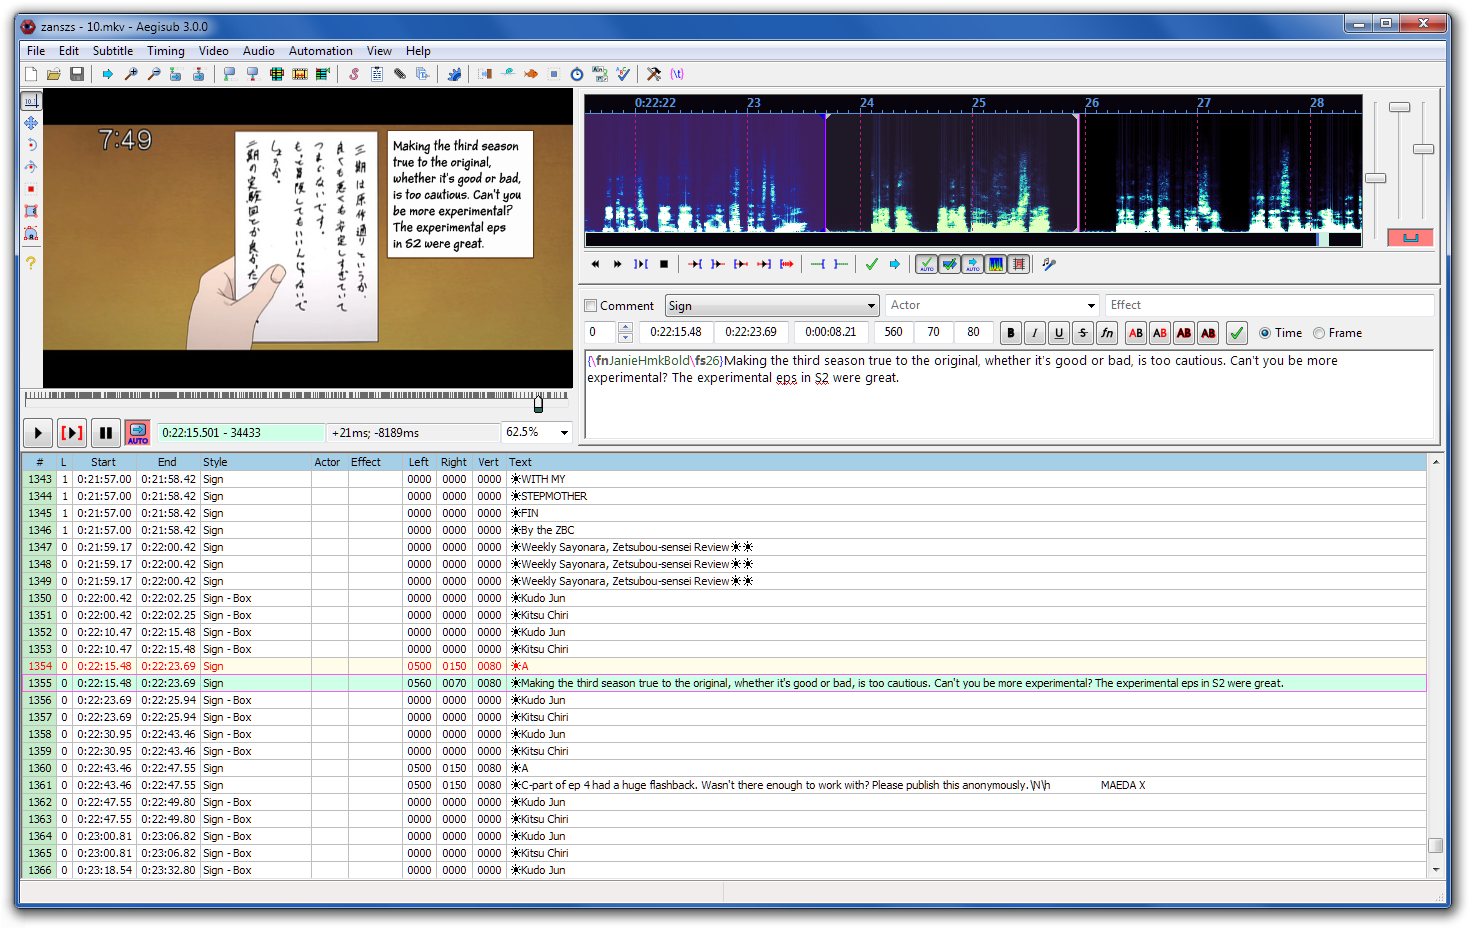 zanszs - 10.mkv - Aegisub 3.0.0
File Edit Subtitle Timing Video Audio Automation View Help
7:49
三期は原作通りというか、
良くも悪くも安定しすぎていて
つまらないです。
もっと冒険してもいいんじゃないで
しょうか。
二期の実験回とか良かったで
Making the third season
true to the original,
whether it's good or bad,
is too cautious. Can't you
be more experimental?
The experimental eps
in S2 were great.
0:22:22 23 24 25 26 27 28
Comment Sign Actor Effect
0 0:22:15.48 0:22:23.69 0:00:08.21 560 70 80 B I U S fn AB AB AB AB Time Frame
{\fnJanieHmkBold\fs26}Making the third season true to the original, whether it's good or bad, is too cautious. Can't you be more
experimental? The experimental eps in S2 were great.
AUTO 0:22:15.501 - 34433 +21ms; -8189ms 62.5%
# L Start End Style Actor Effect Left Right Vert Text
1343 1 0:21:57.00 0:21:58.42 Sign 0000 0000 0000 ☀WITH MY
1344 1 0:21:57.00 0:21:58.42 Sign 0000 0000 0000 ☀STEPMOTHER
1345 1 0:21:57.00 0:21:58.42 Sign 0000 0000 0000 ☀FIN
1346 1 0:21:57.00 0:21:58.42 Sign 0000 0000 0000 ☀By the ZBC
1347 0 0:21:59.17 0:22:00.42 Sign 0000 0000 0000 ☀Weekly Sayonara, Zetsubou-sensei Review☀☀
1348 0 0:21:59.17 0:22:00.42 Sign 0000 0000 0000 ☀Weekly Sayonara, Zetsubou-sensei Review☀☀
1349 0 0:21:59.17 0:22:00.42 Sign 0000 0000 0000 ☀Weekly Sayonara, Zetsubou-sensei Review☀☀
1350 0 0:22:00.42 0:22:02.25 Sign - Box 0000 0000 0000 ☀Kudo Jun
1351 0 0:22:00.42 0:22:02.25 Sign - Box 0000 0000 0000 ☀Kitsu Chiri
1352 0 0:22:10.47 0:22:15.48 Sign - Box 0000 0000 0000 ☀Kudo Jun
1353 0 0:22:10.47 0:22:15.48 Sign - Box 0000 0000 0000 ☀Kitsu Chiri
1354 0 0:22:15.48 0:22:23.69 Sign 0500 0150 0080 ☀A
1355 0 0:22:15.48 0:22:23.69 Sign 0560 0070 0080 ☀Making the third season true to the original, whether it's good or bad, is too cautious. Can't you be more experimental? The experimental eps in S2 were great.
1356 0 0:22:23.69 0:22:25.94 Sign - Box 0000 0000 0000 ☀Kudo Jun
1357 0 0:22:23.69 0:22:25.94 Sign - Box 0000 0000 0000 ☀Kitsu Chiri
1358 0 0:22:30.95 0:22:43.46 Sign - Box 0000 0000 0000 ☀Kudo Jun
1359 0 0:22:30.95 0:22:43.46 Sign - Box 0000 0000 0000 ☀Kitsu Chiri
1360 0 0:22:43.46 0:22:47.55 Sign 0500 0150 0080 ☀A
1361 0 0:22:43.46 0:22:47.55 Sign 0500 0150 0080 ☀C-part of ep 4 had a huge flashback. Wasn't there enough to work with? Please publish this anonymously.\N\h MAEDA X
1362 0 0:22:47.55 0:22:49.80 Sign - Box 0000 0000 0000 ☀Kudo Jun
1363 0 0:22:47.55 0:22:49.80 Sign - Box 0000 0000 0000 ☀Kitsu Chiri
1364 0 0:23:00.81 0:23:06.82 Sign - Box 0000 0000 0000 ☀Kudo Jun
1365 0 0:23:00.81 0:23:06.82 Sign - Box 0000 0000 0000 ☀Kitsu Chiri
1366 0 0:23:18.54 0:23:32.80 Sign - Box 0000 0000 0000 ☀Kudo Jun